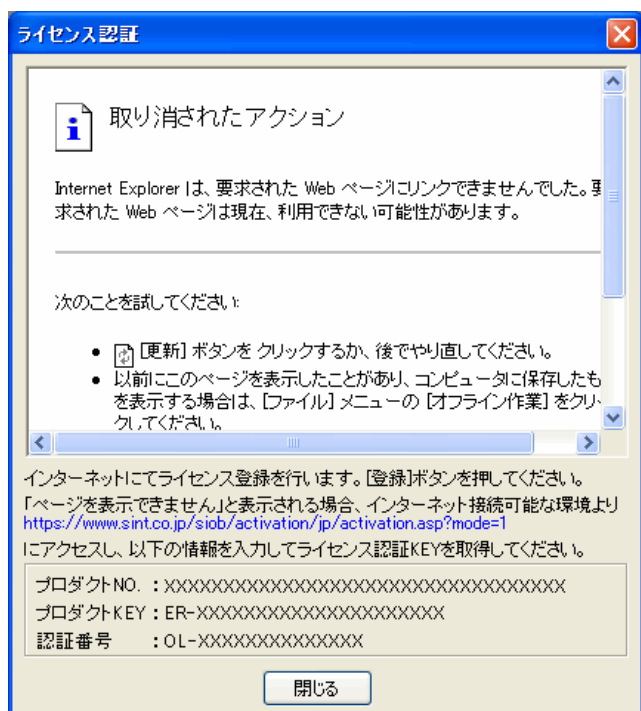 ライセンス認証
取り消されたアクション
Internet Explorer は、要求された Web ページにリンクできませんでした。要
求された Web ページは現在、利用できない可能性があります。
次のことを試してください:
● [更新] ボタンを クリックするか、後でやり直してください。
● 以前にこのページを表示したことがあり、コンピュータに保存したも
を表示する場合は、[ファイル] メニューの [オフライン作業] をクリッ
クしてください。
インターネットにてライセンス登録を行います。[登録]ボタンを押してください。
「ページを表示できません」と表示される場合、インターネット接続可能な環境より
https://www.sint.co.jp/siob/activation/jp/activation.asp?mode=1
にアクセスし、以下の情報を入力してライセンス認証KEYを取得してください。
プロダクトNO. :XXXXXXXXXXXXXXXXXXXXXXXXXXXXXXXXXX
プロダクトKEY:ER-XXXXXXXXXXXXXXXXXXXXX
認証番号 :OL-XXXXXXXXXXXXXX
閉じる